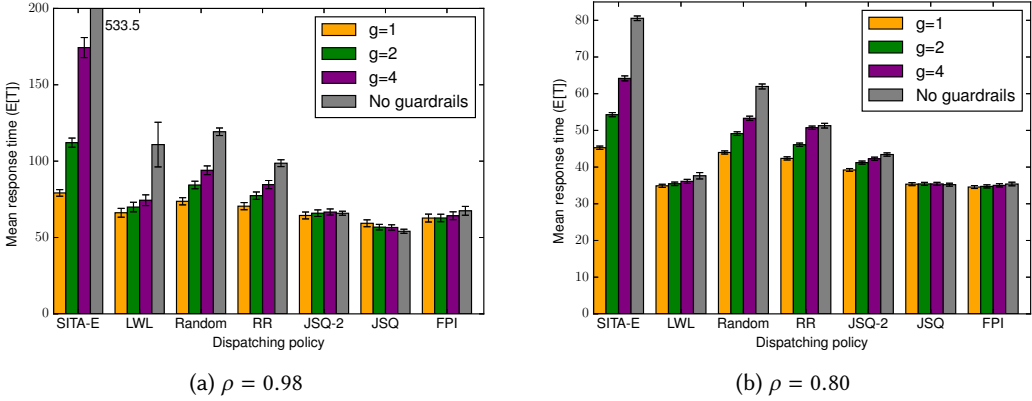 200
150
100
50
0
Mean response time (E[T])
533.5
g=1
g=2
g=4
No guardrails
SITA-E LWL Random RR JSQ-2 JSQ FPI
Dispatching policy
(a) ρ = 0.98
80
70
60
50
40
30
20
10
0
Mean response time (E[T])
g=1
g=2
g=4
No guardrails
SITA-E LWL Random RR JSQ-2 JSQ FPI
Dispatching policy
(b) ρ = 0.80